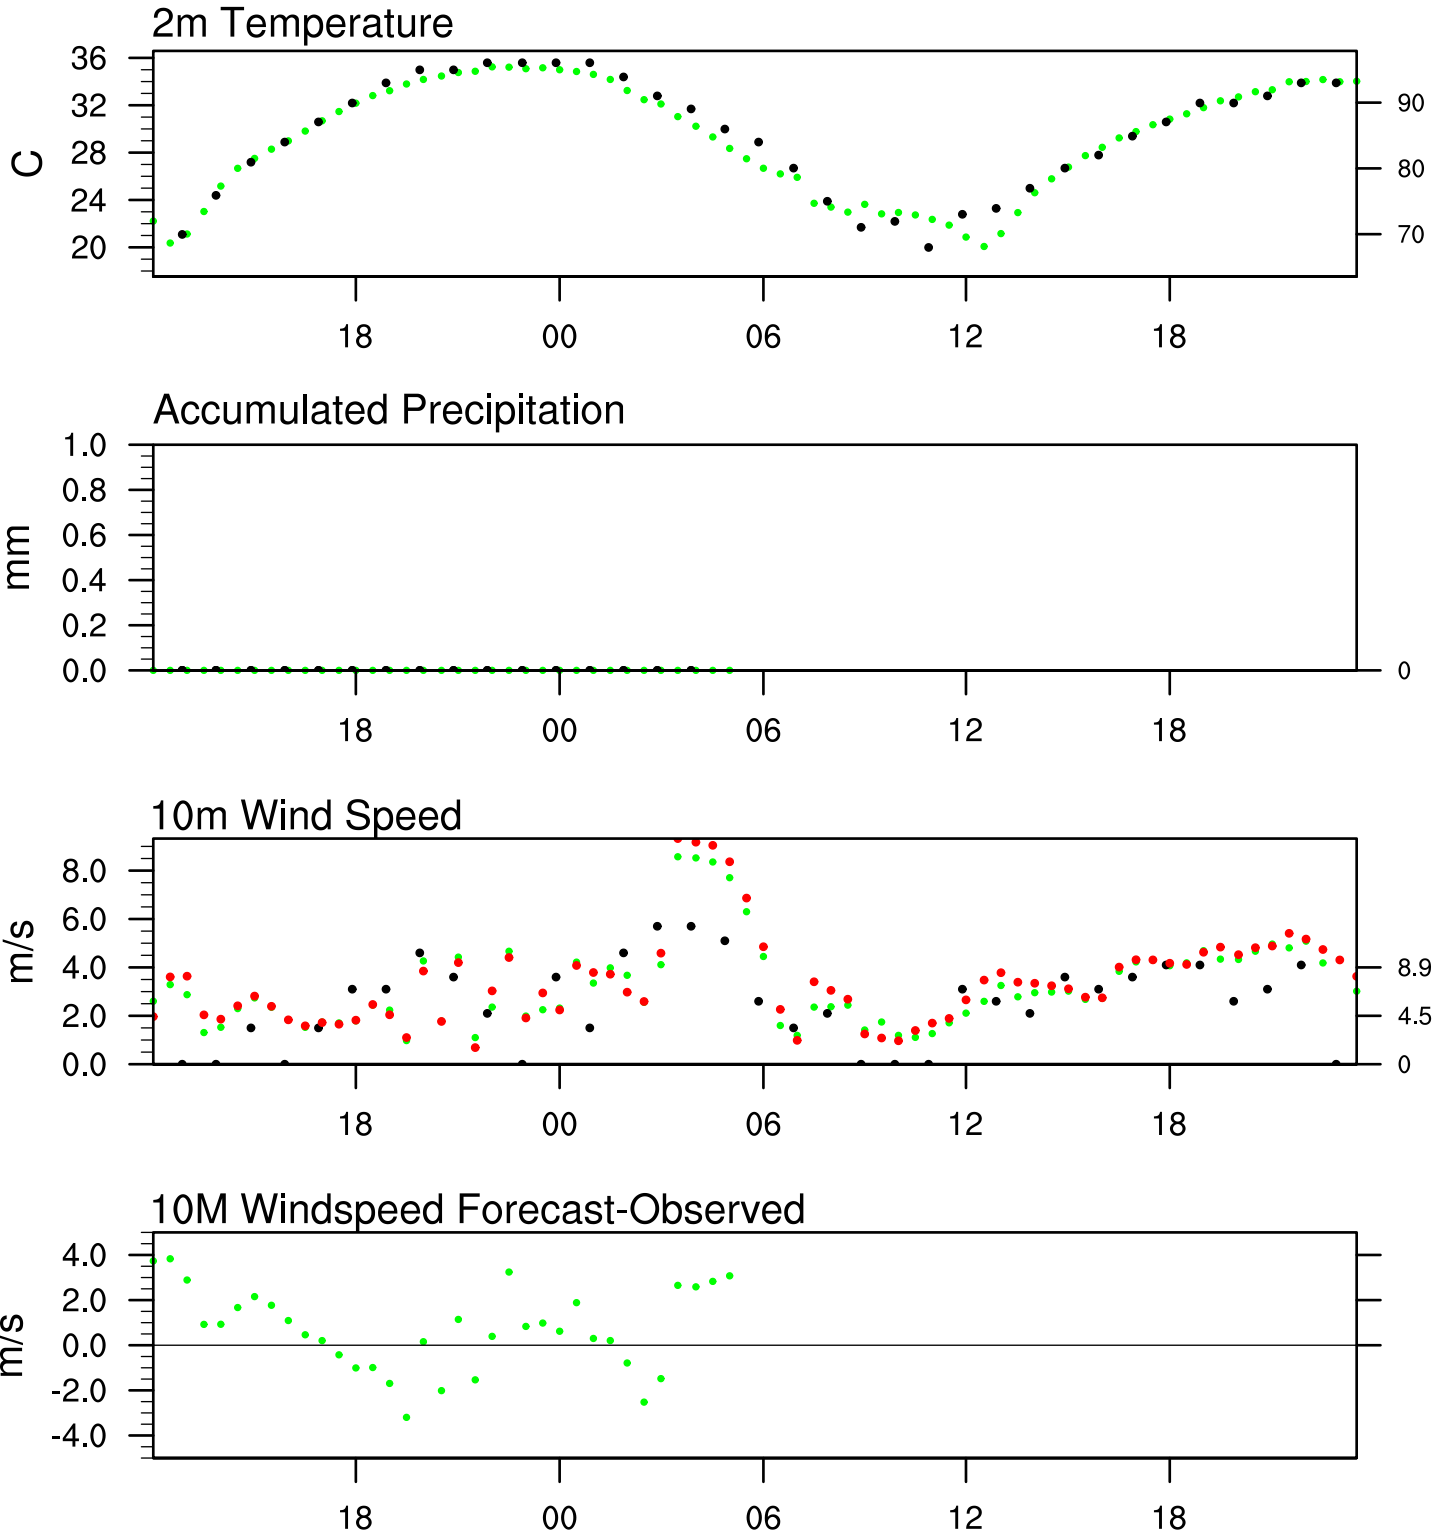 2m Temperature
36
32
28
24
20
C
90
80
70
18 00 06 12 18
Accumulated Precipitation
1.0
0.8
0.6
0.4
0.2
0.0
mm
0
18 00 06 12 18
10m Wind Speed
8.0
6.0
4.0
2.0
0.0
m/s
8.9
4.5
0
18 00 06 12 18
10M Windspeed Forecast-Observed
4.0
2.0
0.0
-2.0
-4.0
m/s
18 00 06 12 18